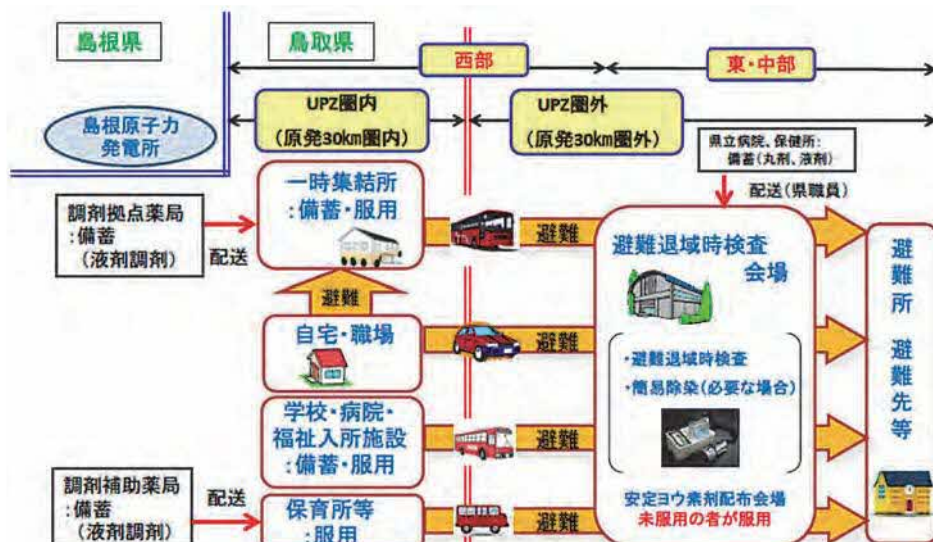 島根県
鳥取県
西部
東・中部
島根原子力
発電所
UPZ圏内
(原発30km圏内)
UPZ圏外
(原発30km圏外)
県立病院、保健所:
備蓄(丸剤、液剤)
配送(県職員)
調剤拠点薬局
:備蓄
(液剤調剤)
配送
一時集結所
:備蓄・服用
避難
避難
自宅・職場
避難
学校・病院・
福祉入所施設
:備蓄・服用
避難
調剤補助薬局
:備蓄
(液剤調剤)
配送
保育所等
:服用
避難
避難退域時検査
会場
・避難退域時検査
・簡易除染(必要な場合)
安定ヨウ素剤配布会場
未服用の者が服用
避難所
避難先等